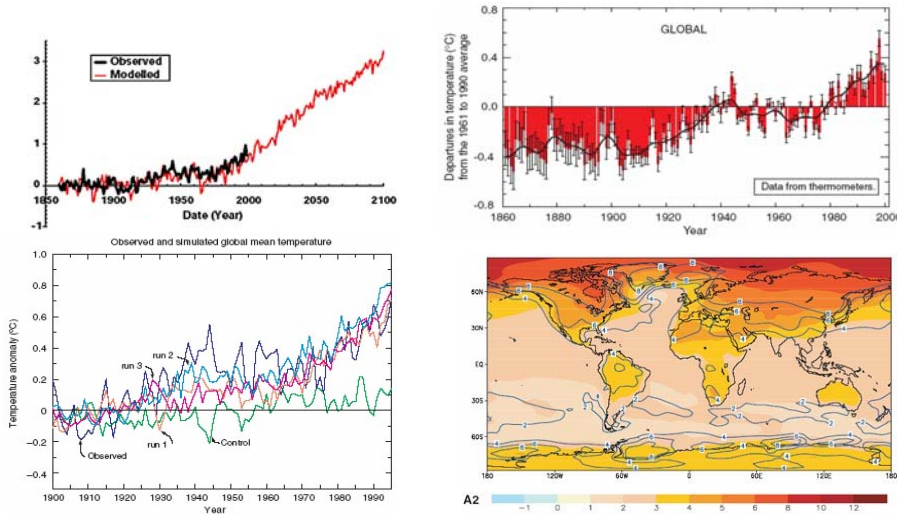 3
2
1
0
-1
Observed
Modelled
1850
1900
1950
2000
2050
2100
Date (Year)
0.8
0.4
0.0
-0.4
-0.8
Departures in temperature (°C)
from the 1961 to 1990 average
GLOBAL
Data from thermometers.
1860
1880
1900
1920
1940
1960
1980
2000
Year
Observed and simulated global mean temperature
1.0
0.8
0.6
0.4
0.2
0
−0.2
−0.4
Temperature anomaly (°C)
run 3
run 2
Observed
run 1
Control
1900
1910
1920
1930
1940
1950
1960
1970
1980
1990
Year
60N
30N
EQ
30S
60S
180
120W
60W
0
60E
120E
180
A2
−1
0
1
2
3
4
6
8
10
12